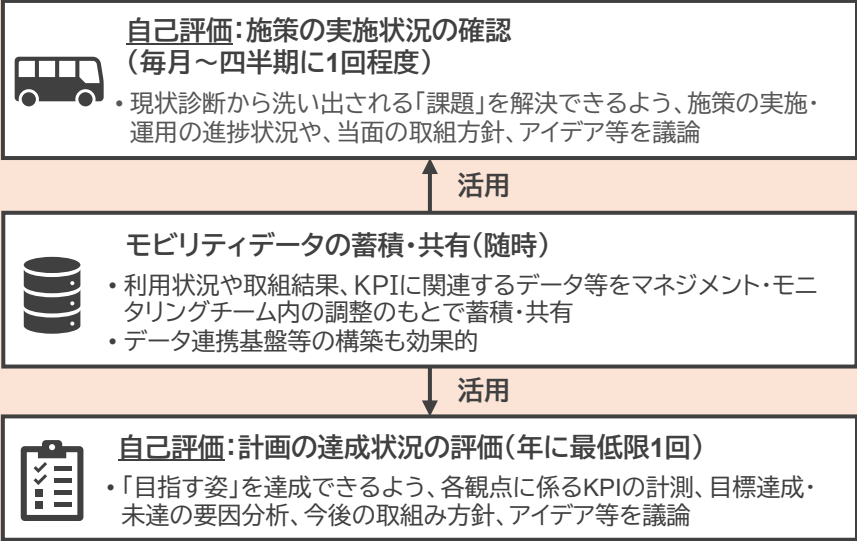 自己評価:施策の実施状況の確認
(毎月~四半期に1回程度)
• 現状診断から洗い出される「課題」を解決できるよう、施策の実施・
運用の進捗状況や、当面の取組方針、アイデア等を議論
活用
モビリティデータの蓄積・共有(随時)
• 利用状況や取組結果、KPIに関連するデータ等をマネジメント・モニ
タリングチーム内の調整のもとで蓄積・共有
• データ連携基盤等の構築も効果的
活用
自己評価:計画の達成状況の評価(年に最低限1回)
• 「目指す姿」を達成できるよう、各観点に係るKPIの計測、目標達成・
未達の要因分析、今後の取組み方針、アイデア等を議論